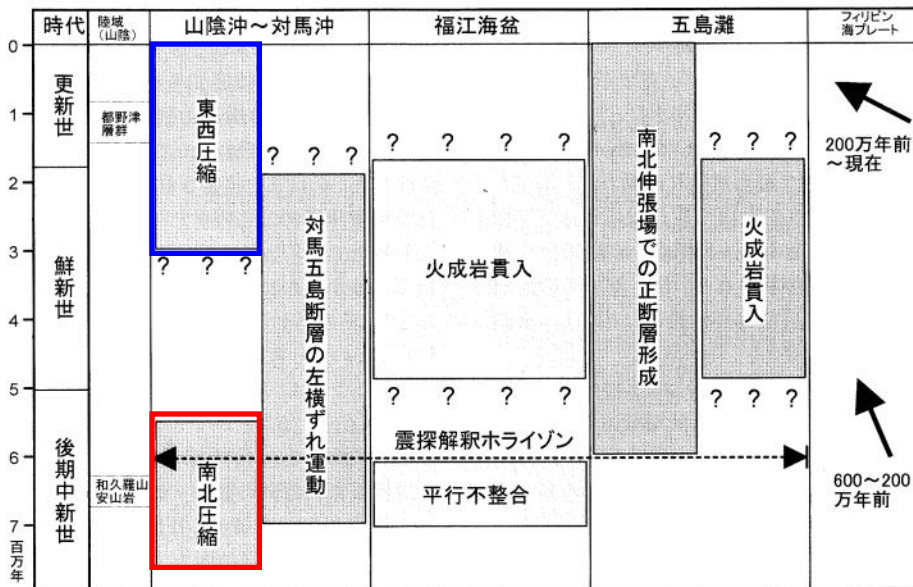 時代
陸域
(山陰)
山陰沖～対馬沖
福江海盆
五島灘
フィリピン
海プレート
0
1
2
3
4
5
6
7
百万年
更新世
鮮新世
後期中新世
都野津
層群
和久羅山
安山岩
東西圧縮
? ? ?
南北圧縮
? ? ?
対馬五島断層の左横ずれ運動
? ? ? ?
火成岩貫入
? ? ? ?
震探解釈ホライゾン
平行不整合
南北伸張場での正断層形成
? ? ?
火成岩貫入
? ? ?
200万年前
～現在
600～200
万年前